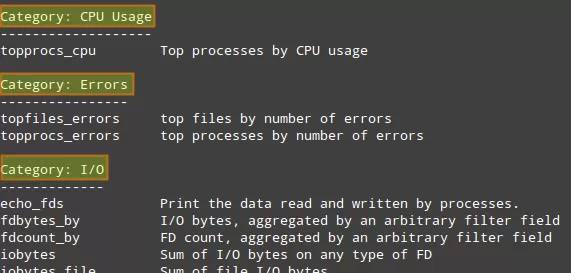 Category: CPU Usage
-------------------
topprocs_cpu Top processes by CPU usage
Category: Errors
----------------
topfiles_errors top files by number of errors
topprocs_errors top processes by number of errors
Category: I/O
-------------
echo_fds Print the data read and written by processes.
fdbytes_by I/O bytes, aggregated by an arbitrary filter field
fdcount_by FD count, aggregated by an arbitrary filter field
iobytes Sum of I/O bytes on any type of FD
iobytes_file Sum of file I/O bytes